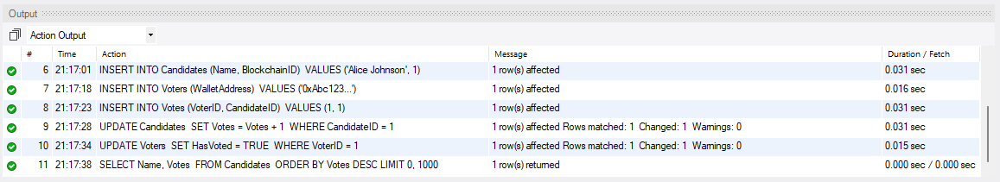 Output
Action Output
# Time Action Message Duration / Fetch
6 21:17:01 INSERT INTO Candidates (Name, BlockchainID)  VALUES ('Alice Johnson', 1) 1 row(s) affected 0.031 sec
7 21:17:18 INSERT INTO Voters (WalletAddress)  VALUES ('0xAbc123...') 1 row(s) affected 0.016 sec
8 21:17:23 INSERT INTO Votes (VoterID, CandidateID)  VALUES (1, 1) 1 row(s) affected 0.031 sec
9 21:17:28 UPDATE Candidates  SET Votes = Votes + 1  WHERE CandidateID = 1 1 row(s) affected Rows matched: 1  Changed: 1  Warnings: 0 0.031 sec
10 21:17:34 UPDATE Voters  SET HasVoted = TRUE  WHERE VoterID = 1 1 row(s) affected Rows matched: 1  Changed: 1  Warnings: 0 0.015 sec
11 21:17:38 SELECT Name, Votes  FROM Candidates  ORDER BY Votes DESC LIMIT 0, 1000 1 row(s) returned 0.000 sec / 0.000 sec